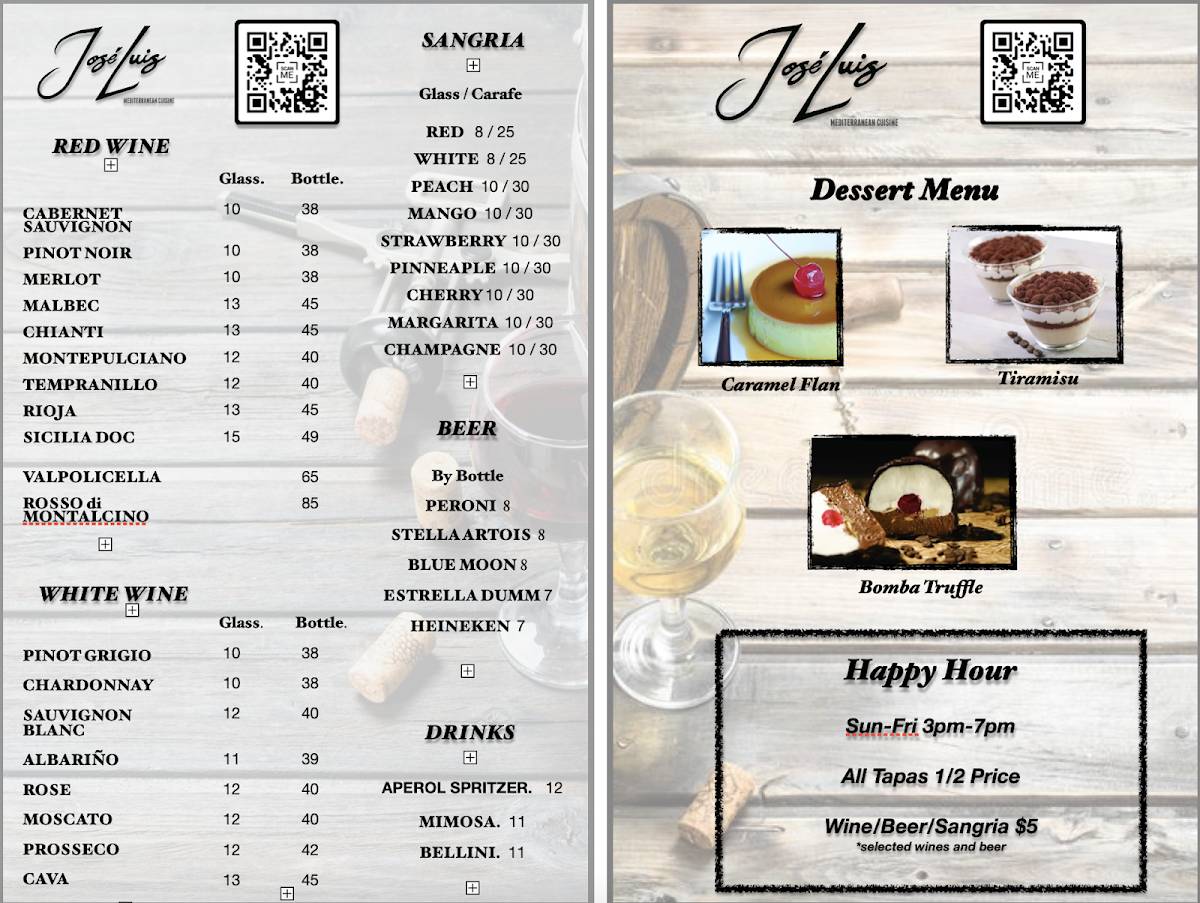 José Luis
MEDITERRANEAN CUISINE
SCAN
ME
RED WINE
Glass. Bottle.
CABERNET
SAUVIGNON 10 38
PINOT NOIR 10 38
MERLOT 10 38
MALBEC 13 45
CHIANTI 13 45
MONTEPULCIANO 12 40
TEMPRANILLO 12 40
RIOJA 13 45
SICILIA DOC 15 49
VALPOLICELLA 65
ROSSO di
MONTALCINO 85
WHITE WINE
Glass. Bottle.
PINOT GRIGIO 10 38
CHARDONNAY 10 38
SAUVIGNON
BLANC 12 40
ALBARIÑO 11 39
ROSE 12 40
MOSCATO 12 40
PROSSECO 12 42
CAVA 13 45
SANGRIA
Glass / Carafe
RED 8 / 25
WHITE 8 / 25
PEACH 10 / 30
MANGO 10 / 30
STRAWBERRY 10 / 30
PINNEAPLE 10 / 30
CHERRY 10 / 30
MARGARITA 10 / 30
CHAMPAGNE 10 / 30
BEER
By Bottle
PERONI 8
STELLA ARTOIS 8
BLUE MOON 8
ESTRELLA DUMM 7
HEINEKEN 7
DRINKS
APEROL SPRITZER. 12
MIMOSA. 11
BELLINI. 11
José Luis
MEDITERRANEAN CUISINE
SCAN
ME
Dessert Menu
Caramel Flan
Tiramisu
Bomba Truffle
Happy Hour
Sun-Fri 3pm-7pm
All Tapas 1/2 Price
Wine/Beer/Sangria $5
*selected wines and beer